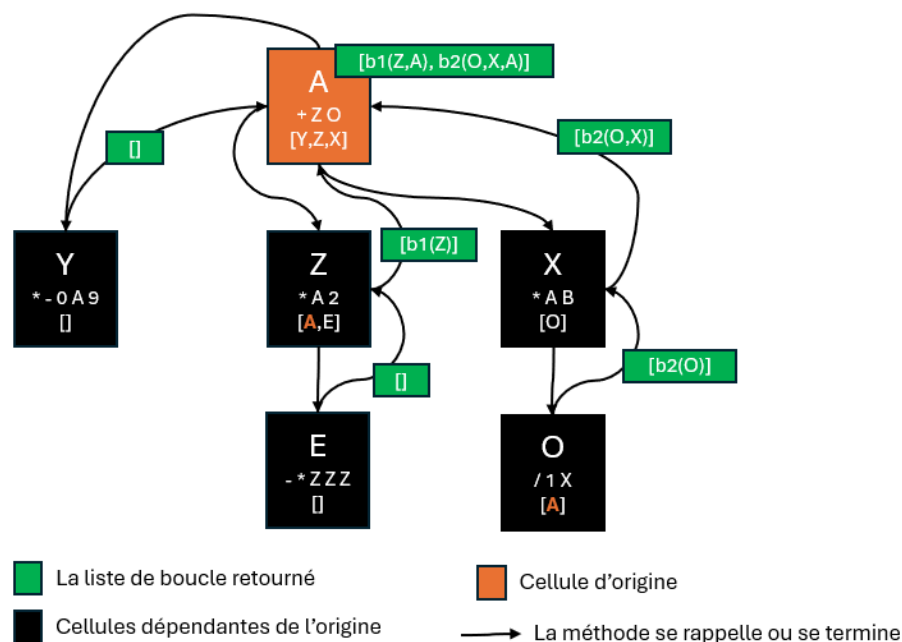 [b1(Z,A), b2(O,X,A)]
A
+ Z O
[Y,Z,X]
[]
[b2(O,X)]
[b1(Z)]
Y
* - 0 A 9
[]
Z
* A 2
[A,E]
X
* A B
[O]
[]
[b2(O)]
E
- * Z Z Z
[]
O
/ 1 X
[A]
La liste de boucle retourné
Cellule d'origine
Cellules dépendantes de l'origine
La méthode se rappelle ou se termine